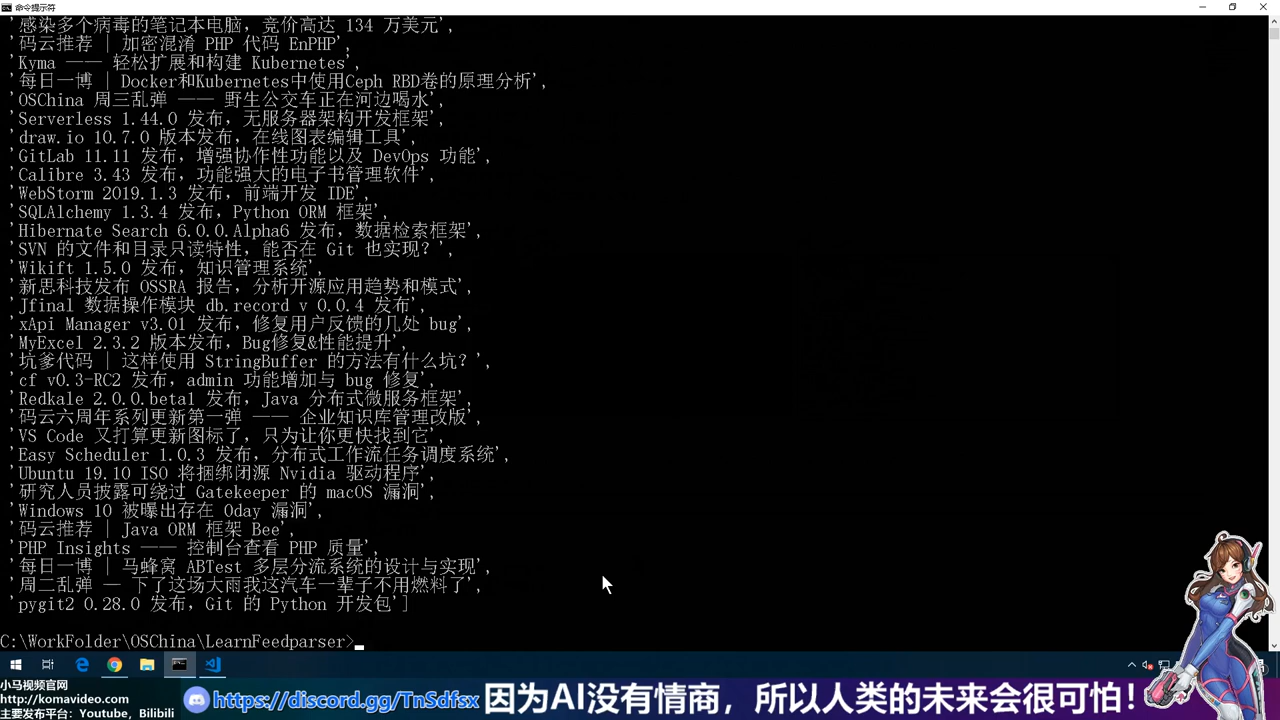 命令提示符
'感染多个病毒的笔记本电脑，竞价高达 134 万美元',
'码云推荐 | 加密混淆 PHP 代码 EnPHP',
'Kyma —— 轻松扩展和构建 Kubernetes',
'每日一博 | Docker和Kubernetes中使用Ceph RBD卷的原理分析',
'OSChina 周三乱弹 —— 野生公交车正在河边喝水',
'Serverless 1.44.0 发布，无服务器架构开发框架',
'draw.io 10.7.0 版本发布，在线图表编辑工具',
'GitLab 11.11 发布，增强协作性功能以及 DevOps 功能',
'Calibre 3.43 发布，功能强大的电子书管理软件',
'WebStorm 2019.1.3 发布，前端开发 IDE',
'SQLAlchemy 1.3.4 发布，Python ORM 框架',
'Hibernate Search 6.0.0.Alpha6 发布，数据检索框架',
'SVN 的文件和目录只读特性，能否在 Git 也实现？',
'Wikift 1.5.0 发布，知识管理系统',
'新思科技发布 OSSRA 报告，分析开源应用趋势和模式',
'Jfinal 数据操作模块 db.record v 0.0.4 发布',
'xApi Manager v3.01 发布，修复用户反馈的几处 bug',
'MyExcel 2.3.2 版本发布，Bug修复&性能提升',
'坑爹代码 | 这样使用 StringBuffer 的方法有什么坑？',
'cf v0.3-RC2 发布，admin 功能增加与 bug 修复',
'Redkale 2.0.0.beta1 发布，Java 分布式微服务框架',
'码云六周年系列更新第一弹 —— 企业知识库管理改版',
'VS Code 又打算更新图标了，只为让你更快找到它',
'Easy Scheduler 1.0.3 发布，分布式工作流任务调度系统',
'Ubuntu 19.10 ISO 将捆绑闭源 Nvidia 驱动程序',
'研究人员披露可绕过 Gatekeeper 的 macOS 漏洞',
'Windows 10 被曝出存在 0day 漏洞',
'码云推荐 | Java ORM 框架 Bee',
'PHP Insights —— 控制台查看 PHP 质量',
'每日一博 | 马蜂窝 ABTest 多层分流系统的设计与实现',
'周二乱弹 — 下了这场大雨我这汽车一辈子不用燃料了',
'pygit2 0.28.0 发布，Git 的 Python 开发包']
C:\WorkFolder\OSChina\LearnFeedparser>
小马视频官网
http://komavideo.com
主要发布平台：Youtube，Bilibili
https://discord.gg/TnSdfsx 因为AI没有情商，所以人类的未来会很可怕！